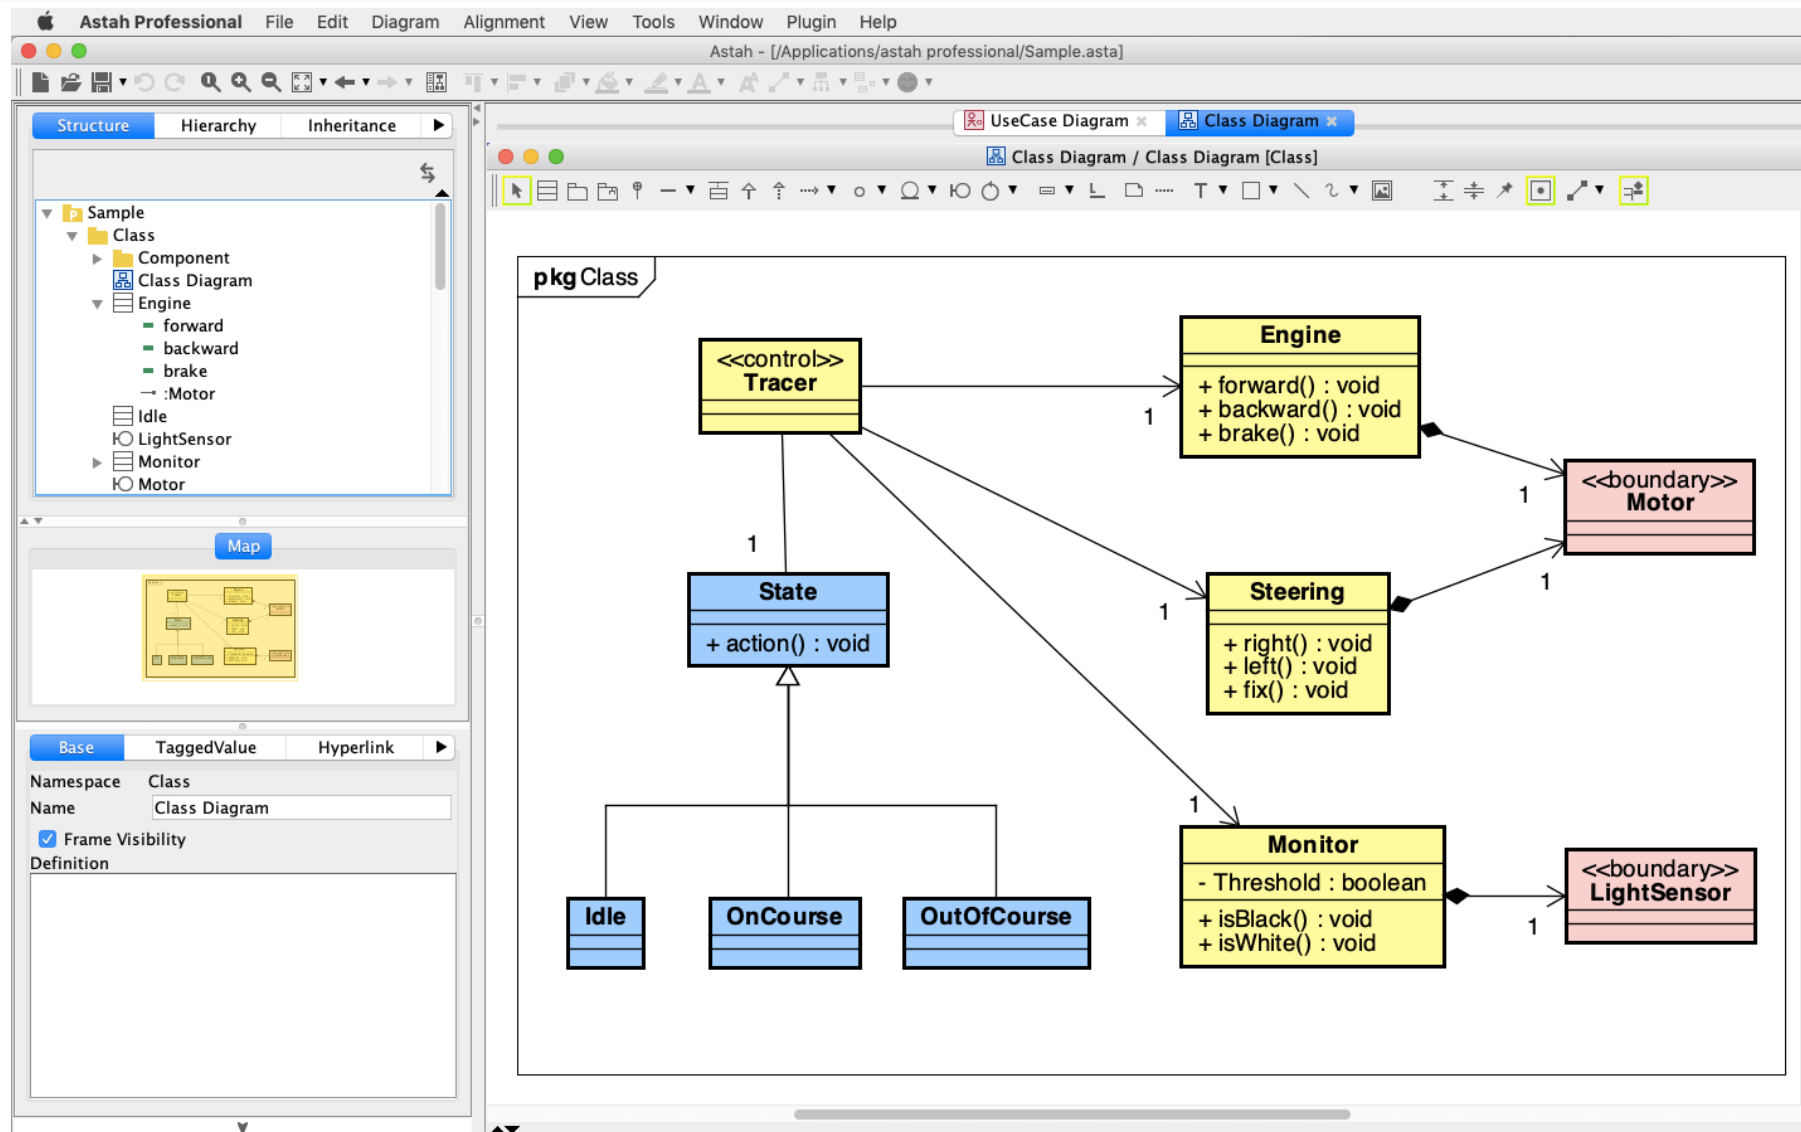 Astah Professional File Edit Diagram Alignment View Tools Window Plugin Help
Astah - [/Applications/astah professional/Sample.asta]
Structure Hierarchy Inheritance
UseCase Diagram Class Diagram
Class Diagram / Class Diagram [Class]
Sample
Class
Component
Class Diagram
Engine
forward
backward
brake
:Motor
Idle
LightSensor
Monitor
Motor
Map
Base TaggedValue Hyperlink
Namespace Class
Name Class Diagram
Frame Visibility
Definition
pkg Class
<<control>>
Tracer
Engine
+ forward() : void
+ backward() : void
+ brake() : void
1
<<boundary>>
Motor
1
1
State
+ action() : void
Steering
+ right() : void
+ left() : void
+ fix() : void
1
1
1
Monitor
- Threshold : boolean
+ isBlack() : void
+ isWhite() : void
<<boundary>>
LightSensor
1
Idle
OnCourse
OutOfCourse